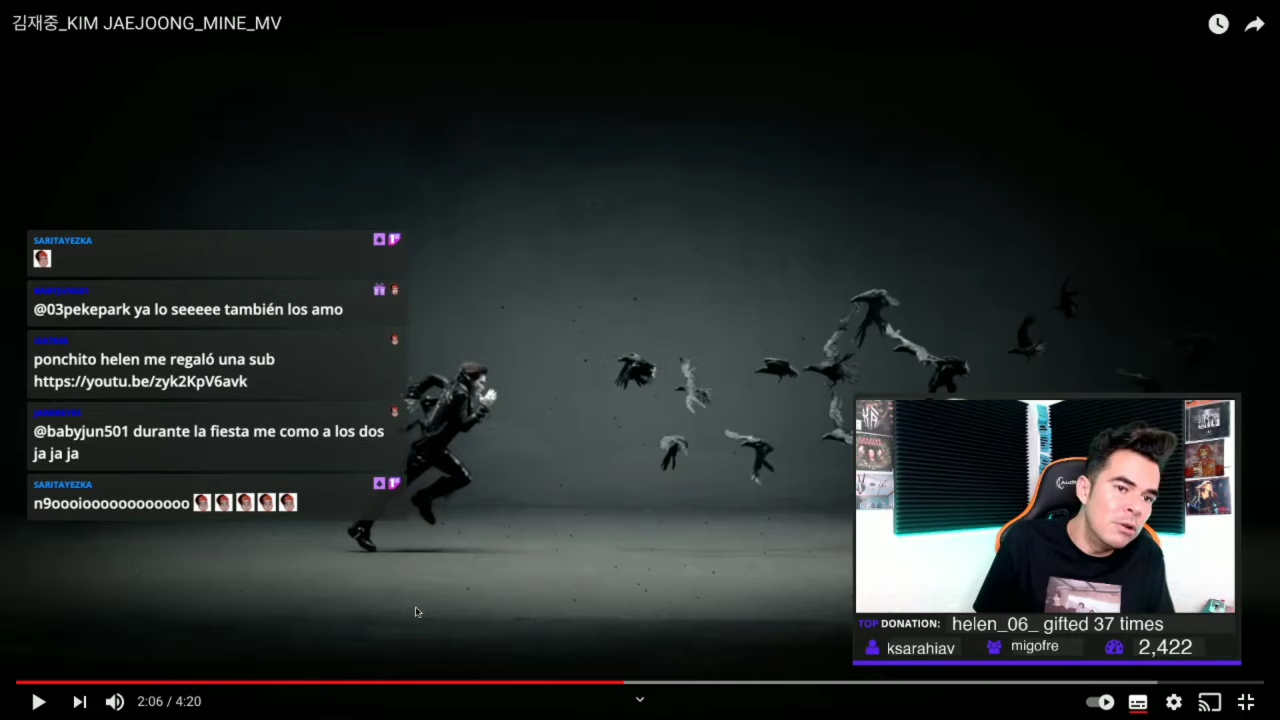 김재중_KIM JAEJOONG_MINE_MV
SARITAYEZKA
@03pekepark ya lo seeeee también los amo
ponchito helen me regaló una sub
https://youtu.be/zyk2KpV6avk
@babyjun501 durante la fiesta me como a los dos
ja ja ja
SARITAYEZKA
n9oooiooooooooooo
TOP DONATION: helen_06_ gifted 37 times
ksarahiav migofre 2,422
2:06 / 4:20